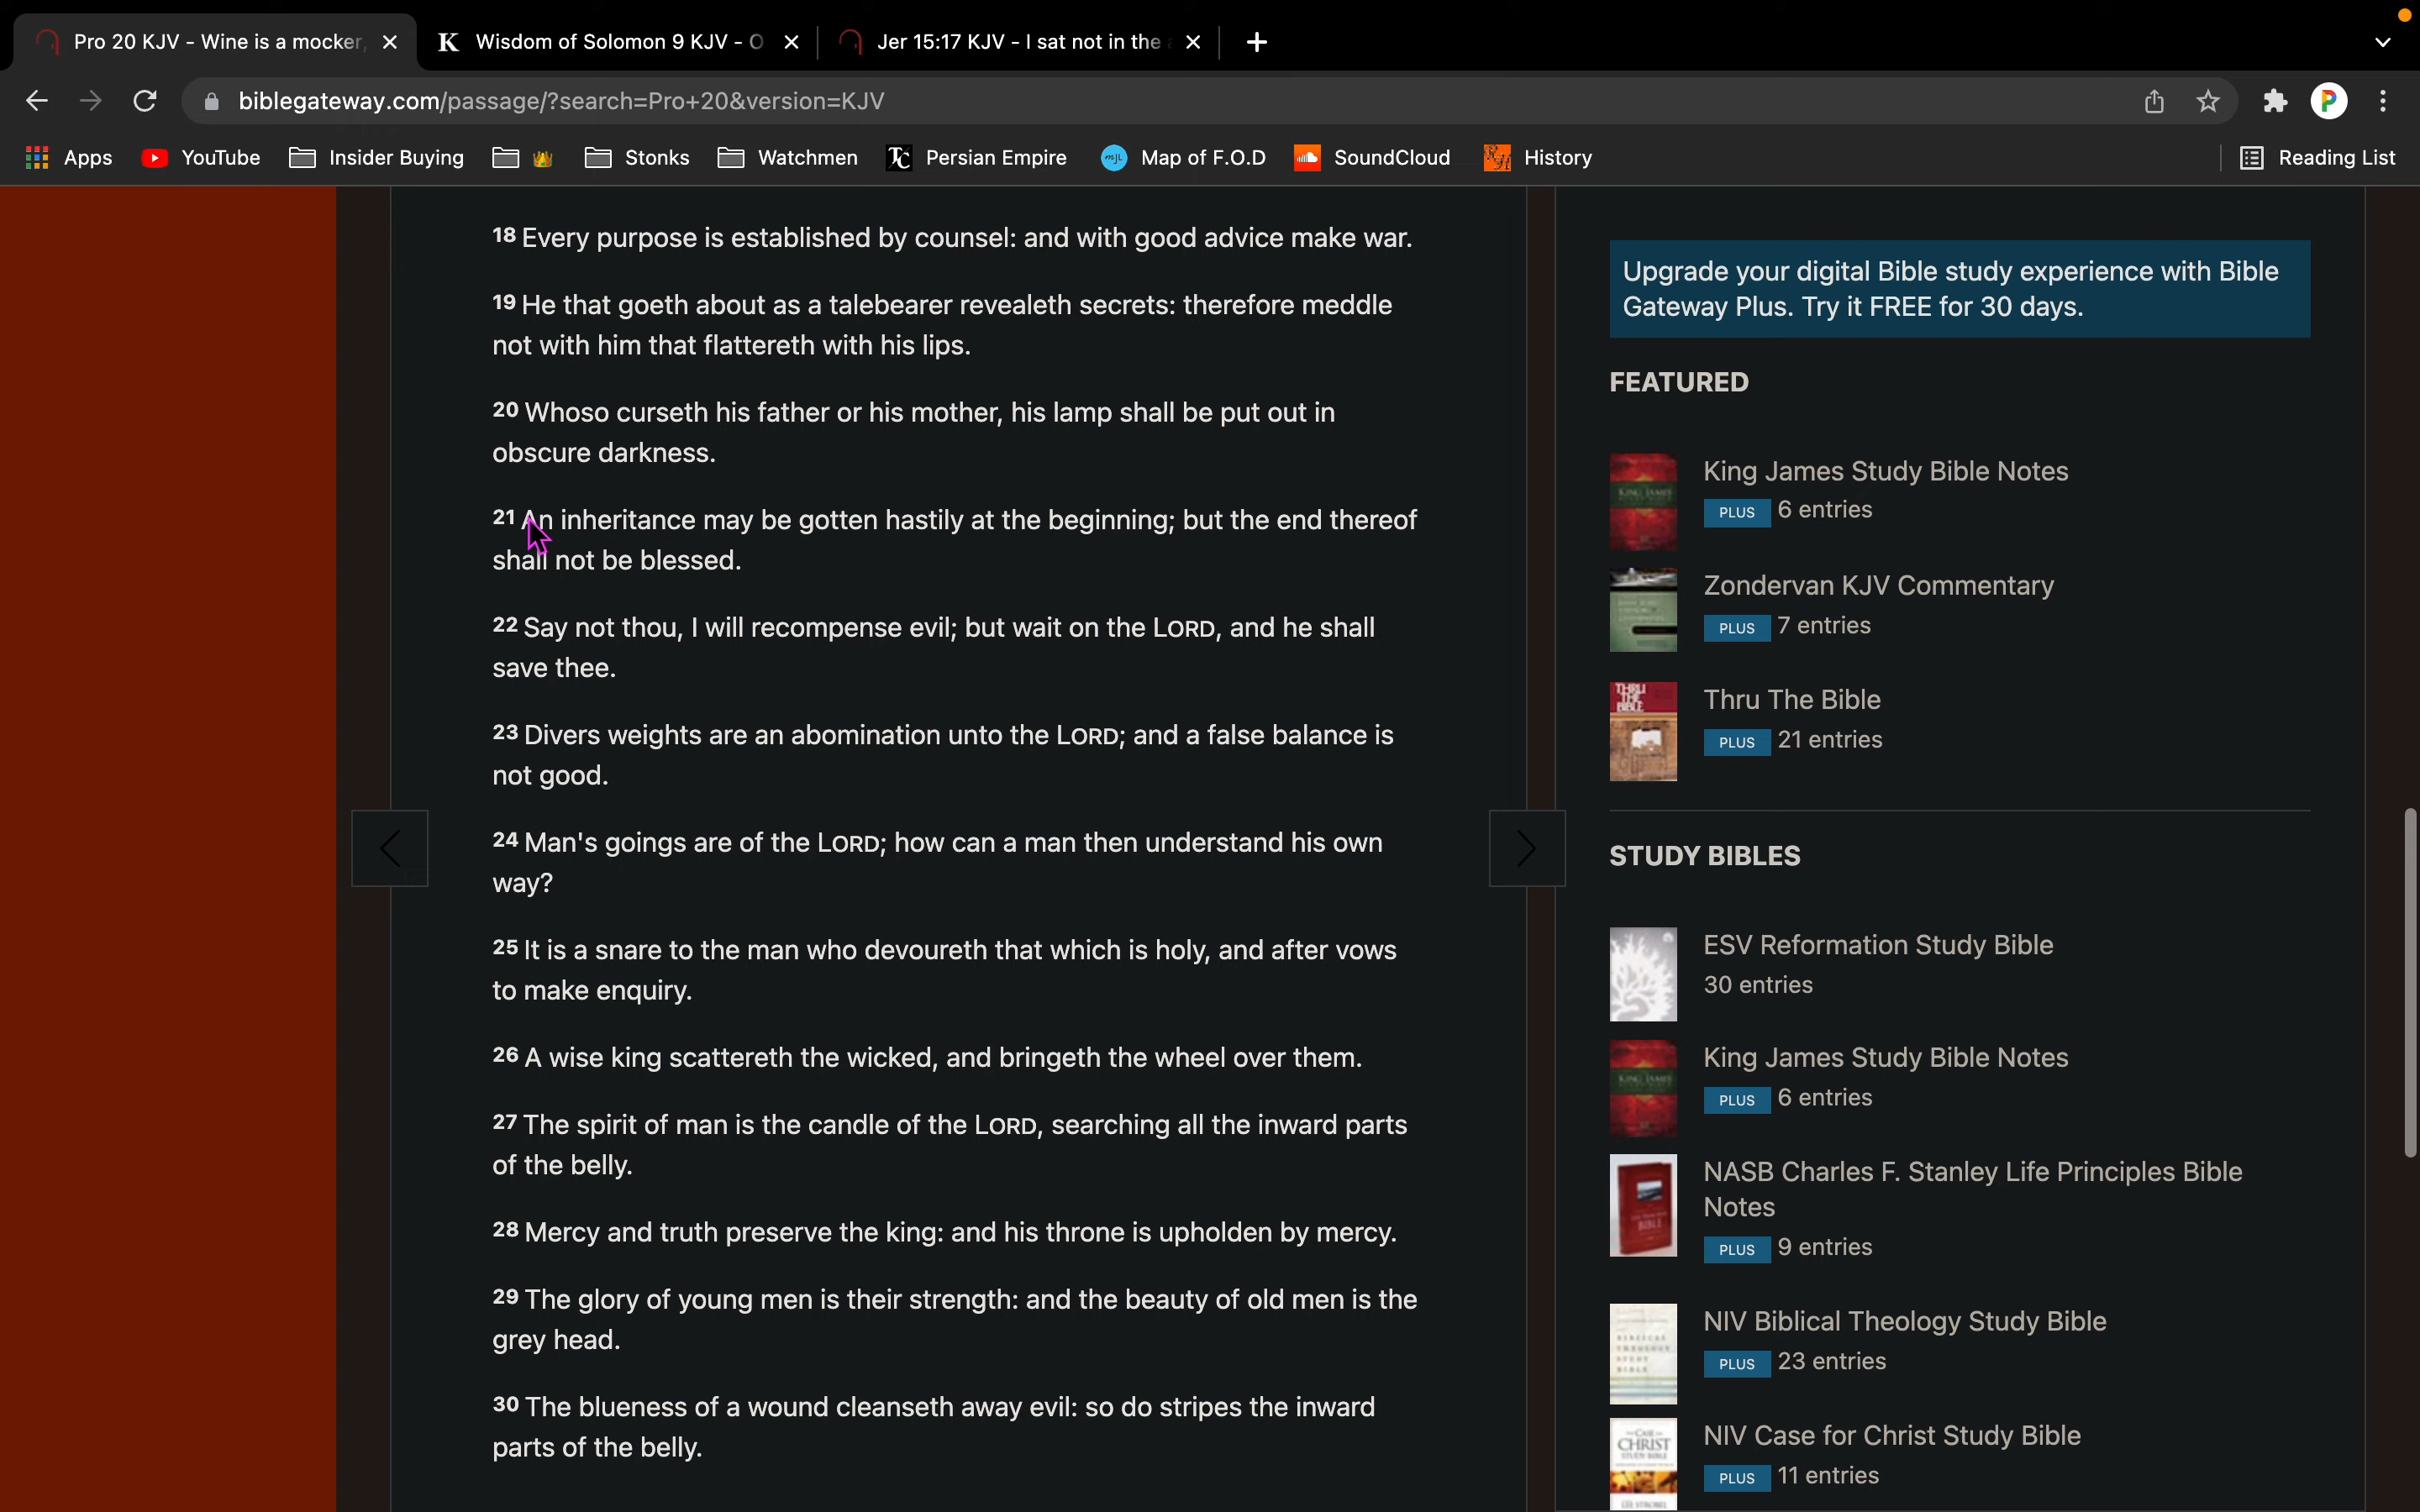 Pro 20 KJV - Wine is a mocker,
K Wisdom of Solomon 9 KJV - O
Jer 15:17 KJV - I sat not in the
biblegateway.com/passage/?search=Pro+20&version=KJV
P
Apps YouTube Insider Buying Stonks Watchmen TC Persian Empire mjl Map of F.O.D SoundCloud History Reading List
18 Every purpose is established by counsel: and with good advice make war.
19 He that goeth about as a talebearer revealeth secrets: therefore meddle
not with him that flattereth with his lips.
20 Whoso curseth his father or his mother, his lamp shall be put out in
obscure darkness.
21 An inheritance may be gotten hastily at the beginning; but the end thereof
shall not be blessed.
22 Say not thou, I will recompense evil; but wait on the LORD, and he shall
save thee.
23 Divers weights are an abomination unto the LORD; and a false balance is
not good.
24 Man's goings are of the LORD; how can a man then understand his own
way?
25 It is a snare to the man who devoureth that which is holy, and after vows
to make enquiry.
26 A wise king scattereth the wicked, and bringeth the wheel over them.
27 The spirit of man is the candle of the LORD, searching all the inward parts
of the belly.
28 Mercy and truth preserve the king: and his throne is upholden by mercy.
29 The glory of young men is their strength: and the beauty of old men is the
grey head.
30 The blueness of a wound cleanseth away evil: so do stripes the inward
parts of the belly.
Upgrade your digital Bible study experience with Bible
Gateway Plus. Try it FREE for 30 days.
FEATURED
King James Study Bible Notes
PLUS 6 entries
Zondervan KJV Commentary
PLUS 7 entries
THRU
THE
BIBLE
Thru The Bible
PLUS 21 entries
STUDY BIBLES
ESV Reformation Study Bible
30 entries
King James Study Bible Notes
PLUS 6 entries
NASB Charles F. Stanley Life Principles Bible
Notes
PLUS 9 entries
NIV Biblical Theology Study Bible
PLUS 23 entries
CASE
CHRIST
STUDY BIBLE
NIV Case for Christ Study Bible
PLUS 11 entries